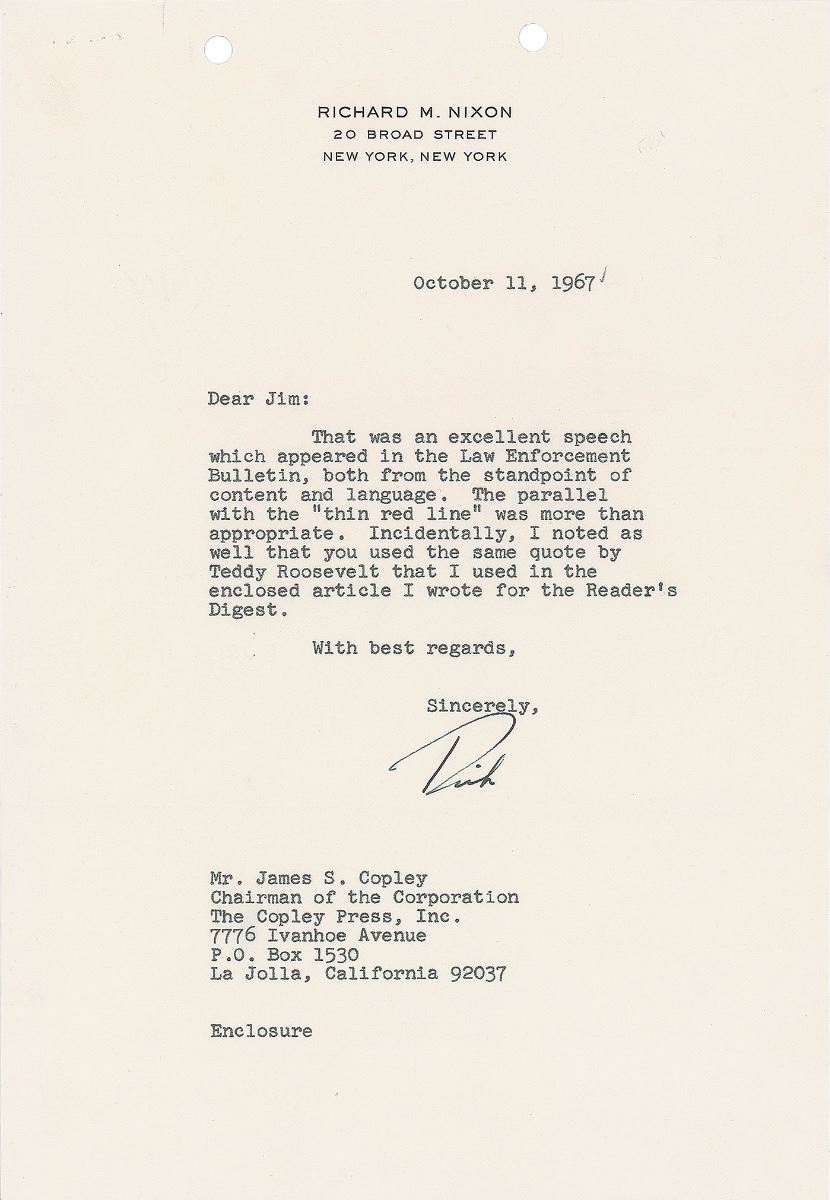 RICHARD M. NIXON
20 BROAD STREET
NEW YORK, NEW YORK
October 11, 1967
Dear Jim:
That was an excellent speech
which appeared in the Law Enforcement
Bulletin, both from the standpoint of
content and language. The parallel
with the "thin red line" was more than
appropriate. Incidentally, I noted as
well that you used the same quote by
Teddy Roosevelt that I used in the
enclosed article I wrote for the Reader's
Digest.
With best regards,
Sincerely,
Dick
Mr. James S. Copley
Chairman of the Corporation
The Copley Press, Inc.
7776 Ivanhoe Avenue
P.O. Box 1530
La Jolla, California 92037
Enclosure